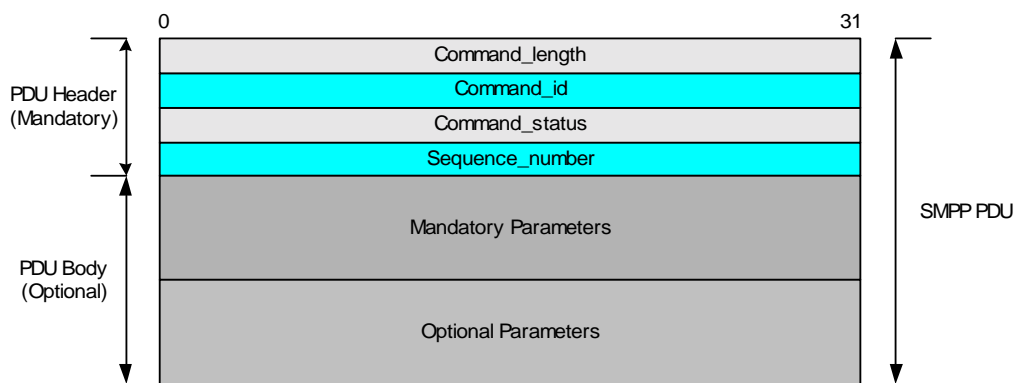 0
31
Command_length
Command_id
Command_status
Sequence_number
PDU Header
(Mandatory)
Mandatory Parameters
SMPP PDU
PDU Body
(Optional)
Optional Parameters